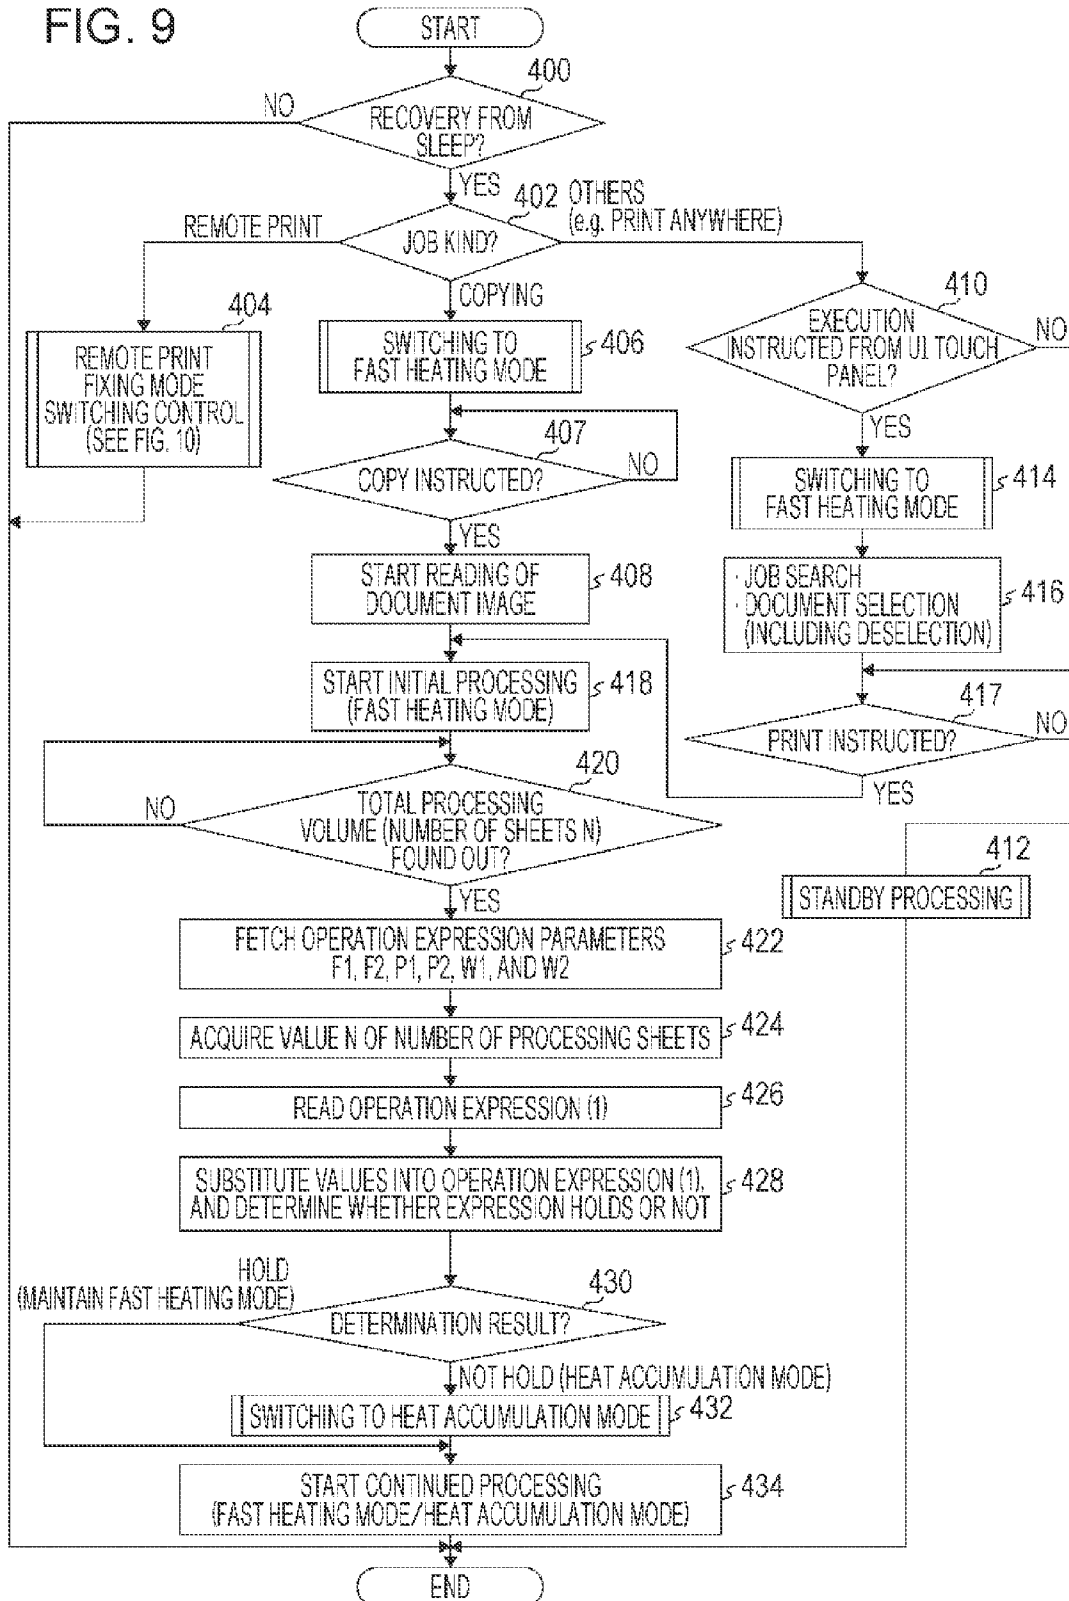 FIG. 9
START
400
NO
RECOVERY FROM
SLEEP?
YES
402
OTHERS
(e.g. PRINT ANYWHERE)
REMOTE PRINT
JOB KIND?
COPYING
404
REMOTE PRINT
FIXING MODE
SWITCHING CONTROL
(SEE FIG. 10)
SWITCHING TO
FAST HEATING MODE
406
410
EXECUTION
INSTRUCTED FROM U1 TOUCH
PANEL?
NO
YES
407
COPY INSTRUCTED?
NO
YES
SWITCHING TO
FAST HEATING MODE
414
START READING OF
DOCUMENT IMAGE
408
· JOB SEARCH
· DOCUMENT SELECTION
(INCLUDING DESELECTION)
416
START INITIAL PROCESSING
(FAST HEATING MODE)
418
417
PRINT INSTRUCTED?
NO
YES
420
NO
TOTAL PROCESSING
VOLUME (NUMBER OF SHEETS N)
FOUND OUT?
YES
412
STANDBY PROCESSING
FETCH OPERATION EXPRESSION PARAMETERS
F1, F2, P1, P2, W1, AND W2
422
ACQUIRE VALUE N OF NUMBER OF PROCESSING SHEETS
424
READ OPERATION EXPRESSION (1)
426
SUBSTITUTE VALUES INTO OPERATION EXPRESSION (1),
AND DETERMINE WHETHER EXPRESSION HOLDS OR NOT
428
HOLD
(MAINTAIN FAST HEATING MODE)
430
DETERMINATION RESULT?
NOT HOLD (HEAT ACCUMULATION MODE)
SWITCHING TO HEAT ACCUMULATION MODE
432
START CONTINUED PROCESSING
(FAST HEATING MODE/HEAT ACCUMULATION MODE)
434
END